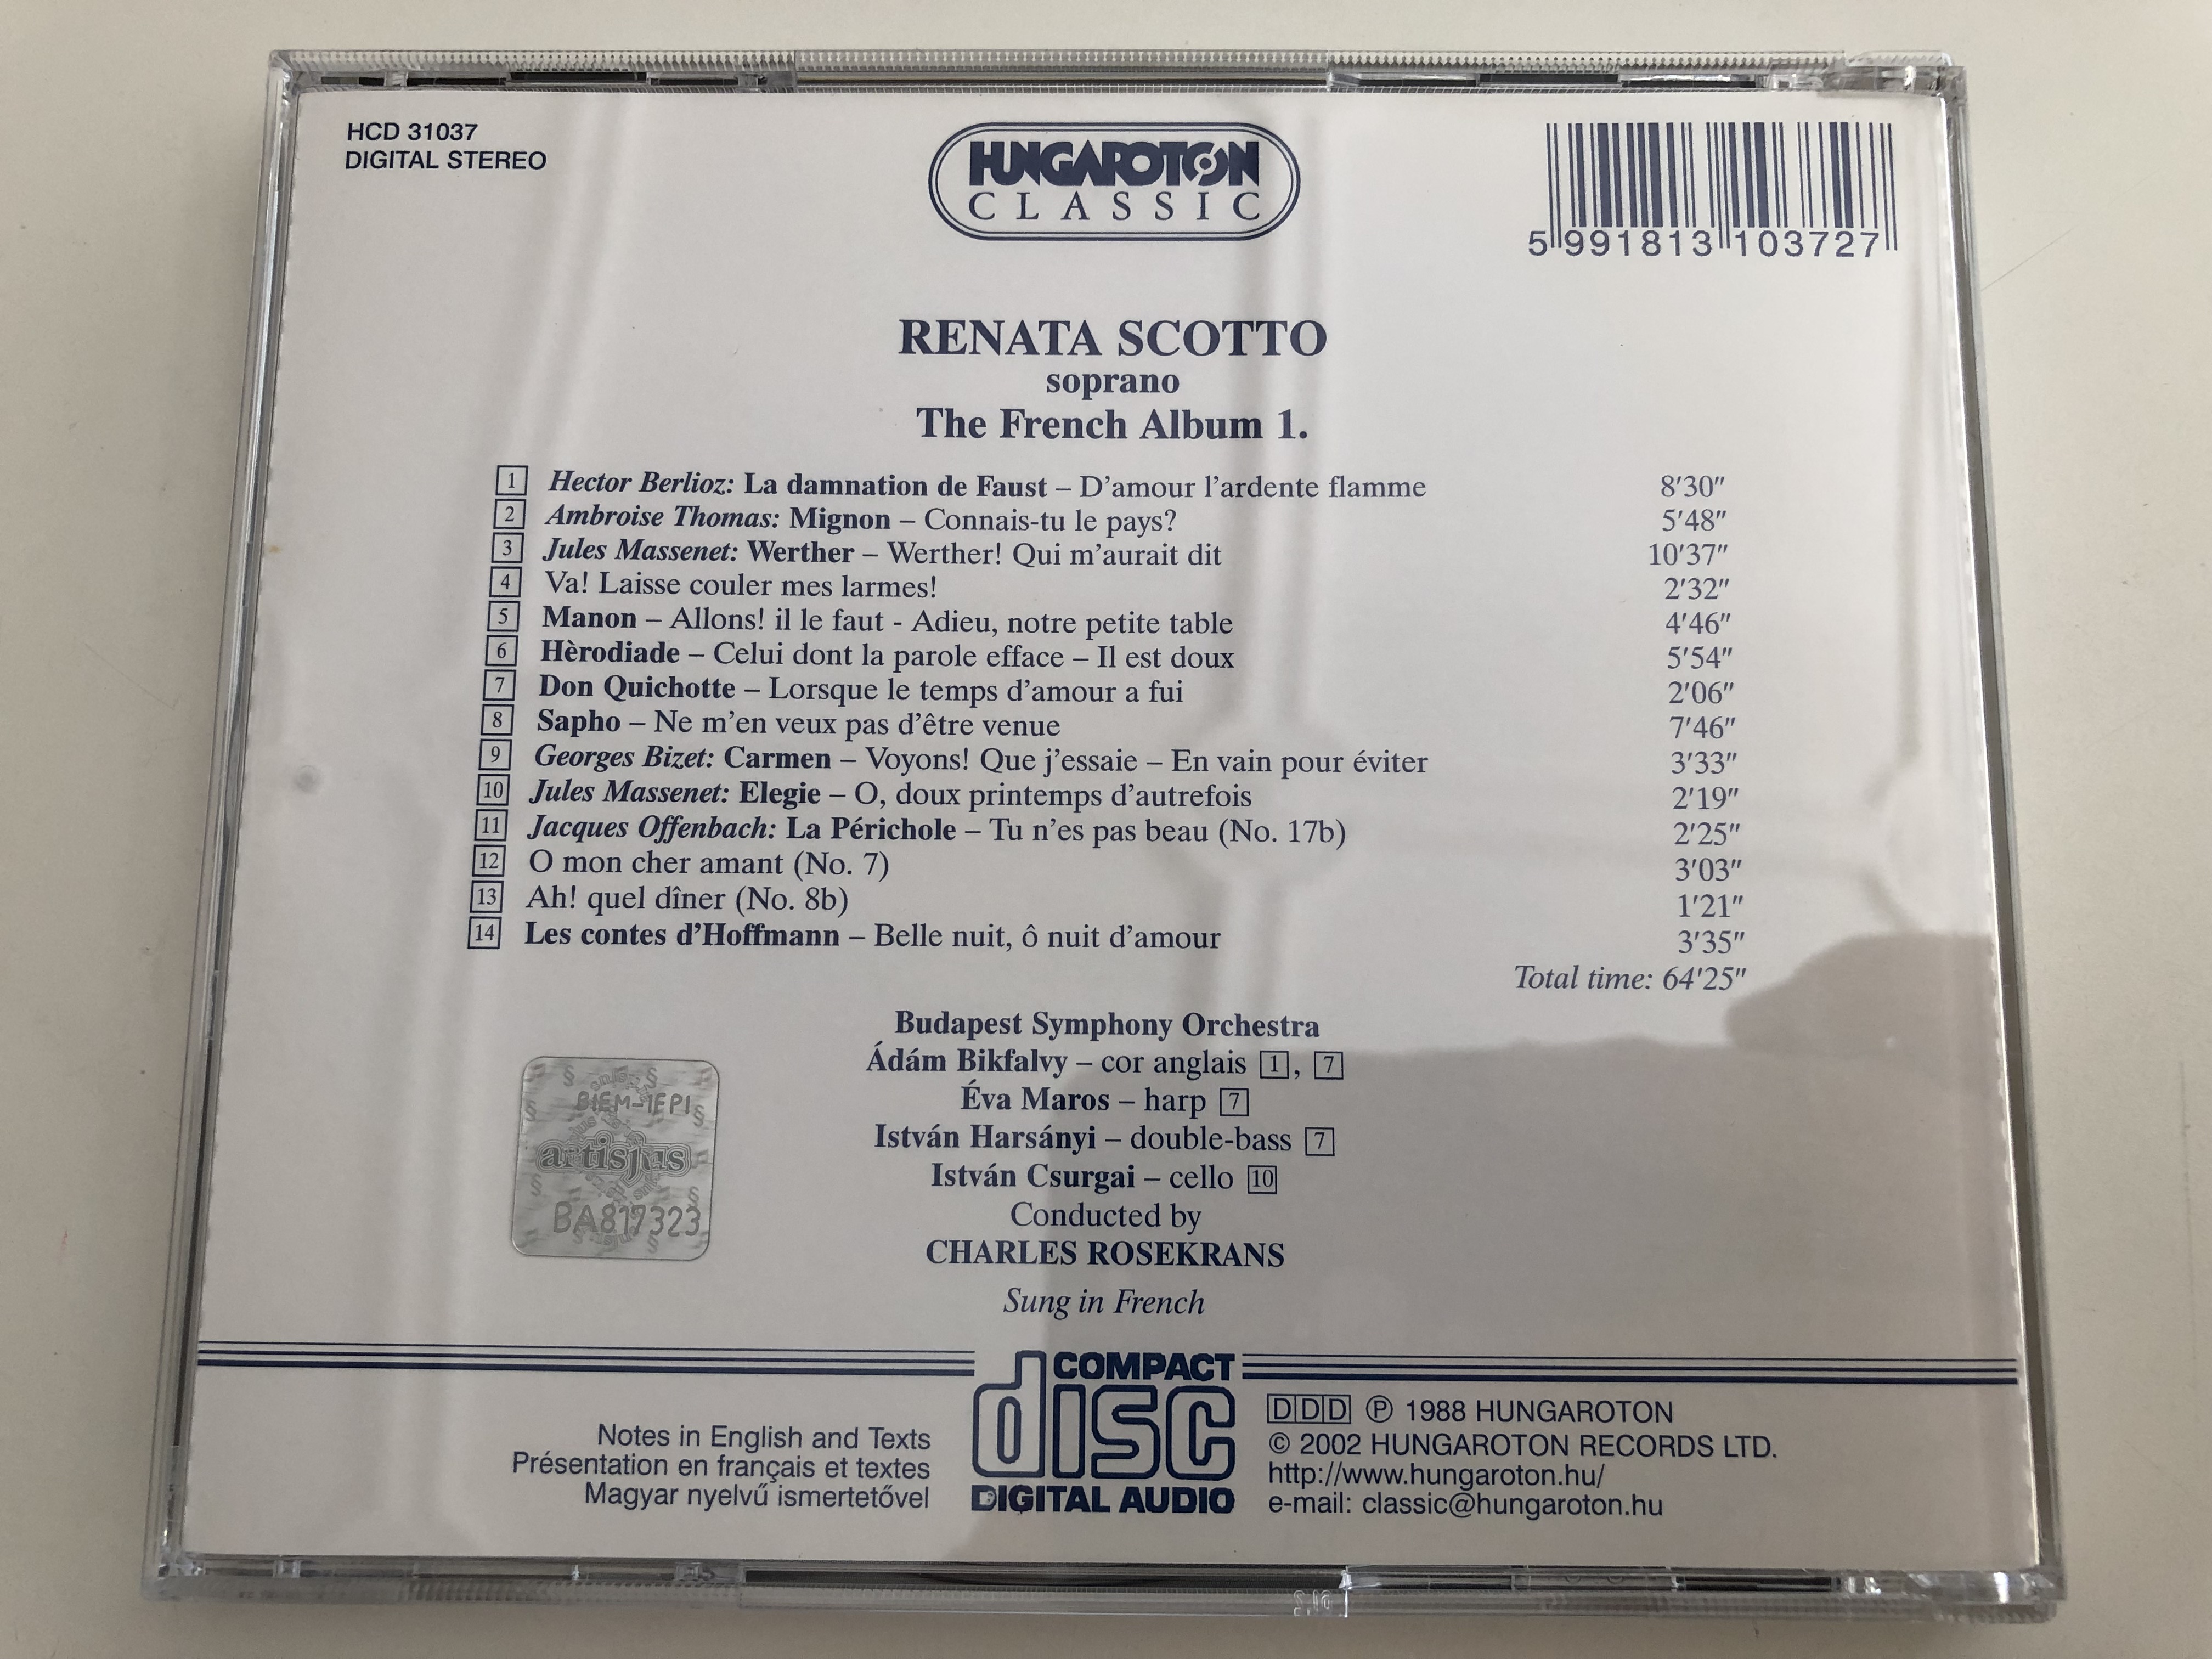 HCD 31037
DIGITAL STEREO
HUNGAROTON
CLASSIC
5 991813 103727
RENATA SCOTTO
soprano
The French Album 1.
1 Hector Berlioz: La damnation de Faust – D’amour l’ardente flamme 8′30″
2 Ambroise Thomas: Mignon – Connais-tu le pays? 5′48″
3 Jules Massenet: Werther – Werther! Qui m’aurait dit 10′37″
4 Va! Laisse couler mes larmes! 2′32″
5 Manon – Allons! il le faut - Adieu, notre petite table 4′46″
6 Hèrodiade – Celui dont la parole efface – Il est doux 5′54″
7 Don Quichotte – Lorsque le temps d’amour a fui 2′06″
8 Sapho – Ne m’en veux pas d’être venue 7′46″
9 Georges Bizet: Carmen – Voyons! Que j’essaie – En vain pour éviter 3′33″
10 Jules Massenet: Elegie – O, doux printemps d’autrefois 2′19″
11 Jacques Offenbach: La Périchole – Tu n’es pas beau (No. 17b) 2′25″
12 O mon cher amant (No. 7) 3′03″
13 Ah! quel dîner (No. 8b) 1′21″
14 Les contes d’Hoffmann – Belle nuit, ô nuit d’amour 3′35″
Total time: 64′25″
Budapest Symphony Orchestra
Ádám Bikfalvy – cor anglais 1, 7
Éva Maros – harp 7
István Harsányi – double-bass 7
István Csurgai – cello 10
Conducted by
CHARLES ROSEKRANS
Sung in French
BIEM-IEPI
artisjus
BA817323
Notes in English and Texts
Présentation en français et textes
Magyar nyelvű ismertetővel
COMPACT
disc
DIGITAL AUDIO
DDD ℗ 1988 HUNGAROTON
© 2002 HUNGAROTON RECORDS LTD.
http://www.hungaroton.hu/
e-mail: classic@hungaroton.hu